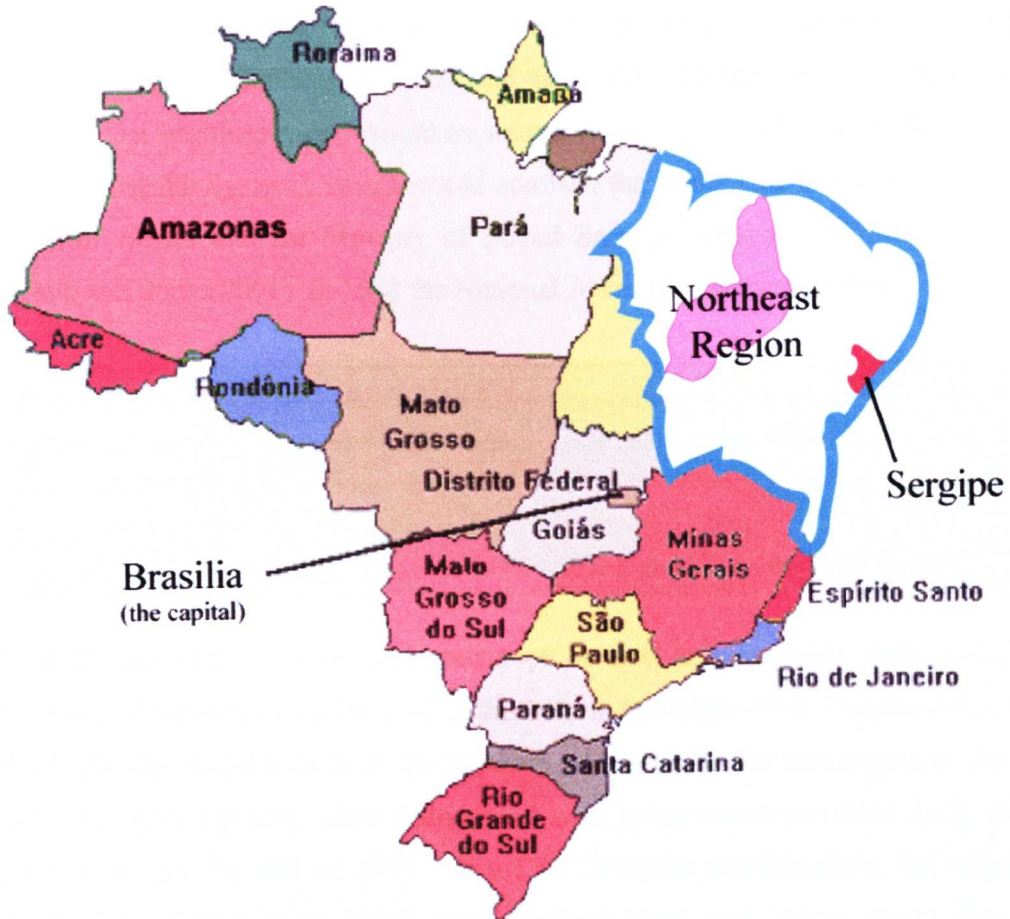 Roraima
Amapá
Amazonas
Pará
Northeast
Region
Acre
Rondônia
Mato
Grosso
Distrito Federal
Sergipe
Goiás
Minas
Gerais
Brasilia
(the capital)
Mato
Grosso
do Sul
Espírito Santo
São
Paulo
Rio de Janeiro
Paraná
Santa Catarina
Rio
Grande
do Sul